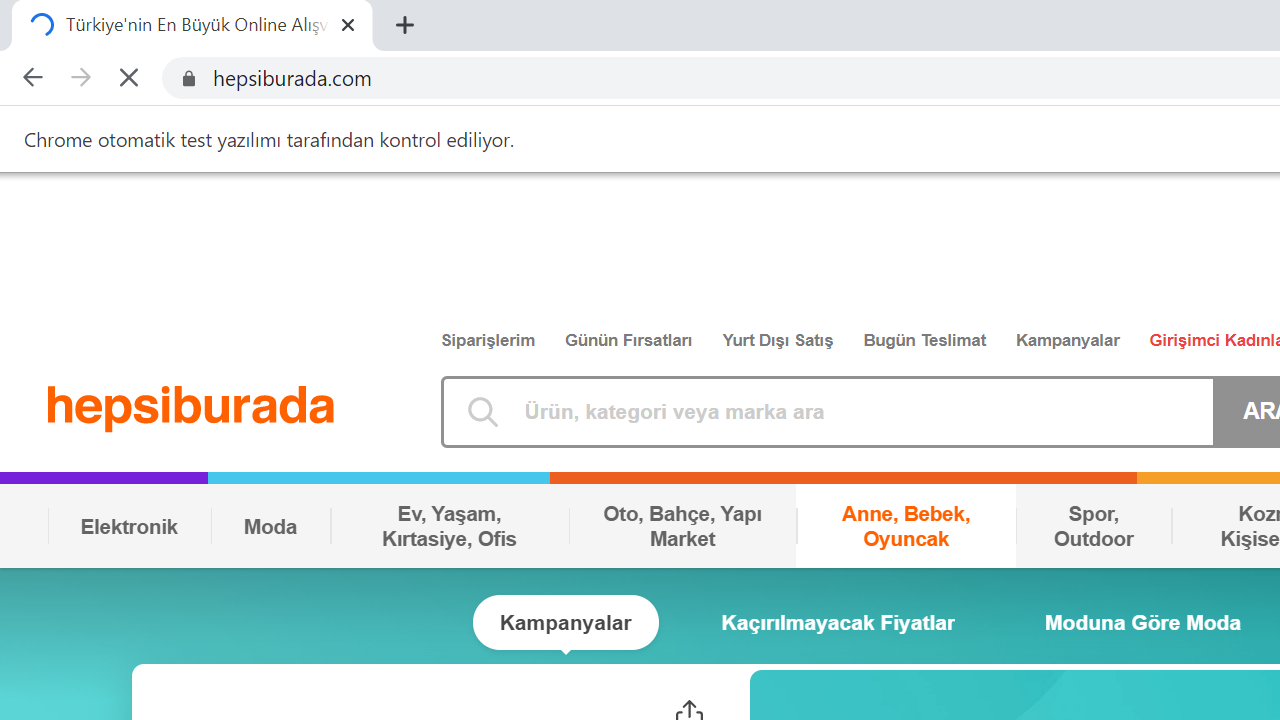 Türkiye'nin En Büyük Online Alışv
hepsiburada.com
Chrome otomatik test yazılımı tarafından kontrol ediliyor.
Siparişlerim Günün Fırsatları Yurt Dışı Satış Bugün Teslimat Kampanyalar Girişimci Kadınla
hepsiburada
Ürün, kategori veya marka ara
ARA
Elektronik
Moda
Ev, Yaşam,
Kırtasiye, Ofis
Oto, Bahçe, Yapı
Market
Anne, Bebek,
Oyuncak
Spor,
Outdoor
Kozm
Kişise
Kampanyalar Kaçırılmayacak Fiyatlar Moduna Göre Moda